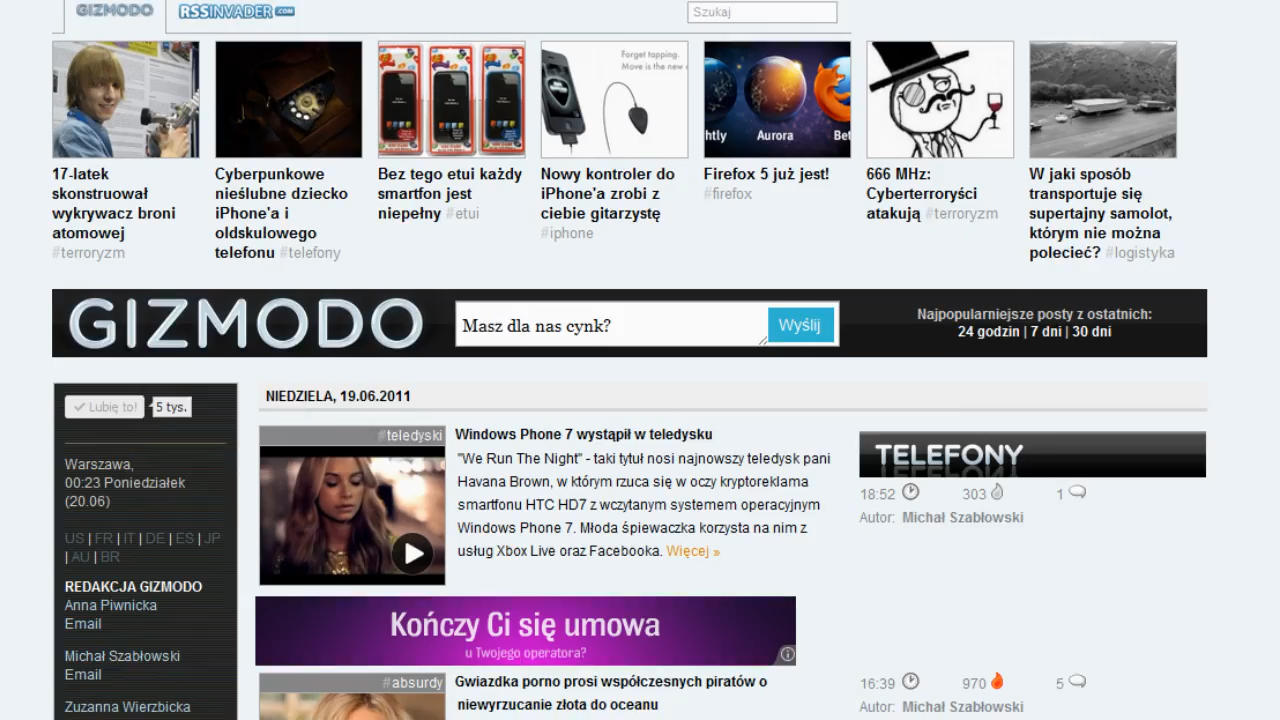 GIZMODO
RSSINVADER.COM
Szukaj
Forget tapping.
Move is the new
htly Aurora Bet
17-latek
skonstruował
wykrywacz broni
atomowej
#terroryzm
Cyberpunkowe
nieślubne dziecko
iPhone'a i
oldskulowego
telefonu #telefony
Bez tego etui każdy
smartfon jest
niepełny #etui
Nowy kontroler do
iPhone'a zrobi z
ciebie gitarzystę
#iphone
Firefox 5 już jest!
#firefox
666 MHz:
Cyberterroryści
atakują #terroryzm
W jaki sposób
transportuje się
supertajny samolot,
którym nie można
polecieć? #logistyka
GIZMODO
Masz dla nas cynk?
Wyślij
Najpopularniejsze posty z ostatnich:
24 godzin | 7 dni | 30 dni
Lubię to! 5 tys.
Warszawa,
00:23 Poniedziałek
(20.06)
US | FR | IT | DE | ES | JP
| AU | BR
REDAKCJA GIZMODO
Anna Piwnicka
Email
Michał Szabłowski
Email
Zuzanna Wierzbicka
NIEDZIELA, 19.06.2011
#teledyski
Windows Phone 7 wystąpił w teledysku
"We Run The Night" - taki tytuł nosi najnowszy teledysk pani
Havana Brown, w którym rzuca się w oczy kryptoreklama
smartfonu HTC HD7 z wczytanym systemem operacyjnym
Windows Phone 7. Młoda śpiewaczka korzysta na nim z
usług Xbox Live oraz Facebooka. Więcej »
TELEFONY
18:52 303 1
Autor: Michał Szabłowski
Kończy Ci się umowa
u Twojego operatora?
#absurdy
Gwiazdka porno prosi współczesnych piratów o
niewyrzucanie złota do oceanu
16:39 970 5
Autor: Michał Szabłowski